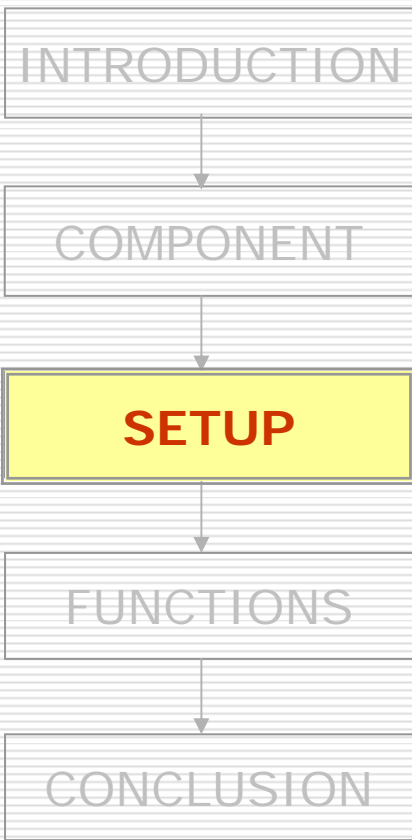 INTRODUCTION
COMPONENT
SETUP
FUNCTIONS
CONCLUSION